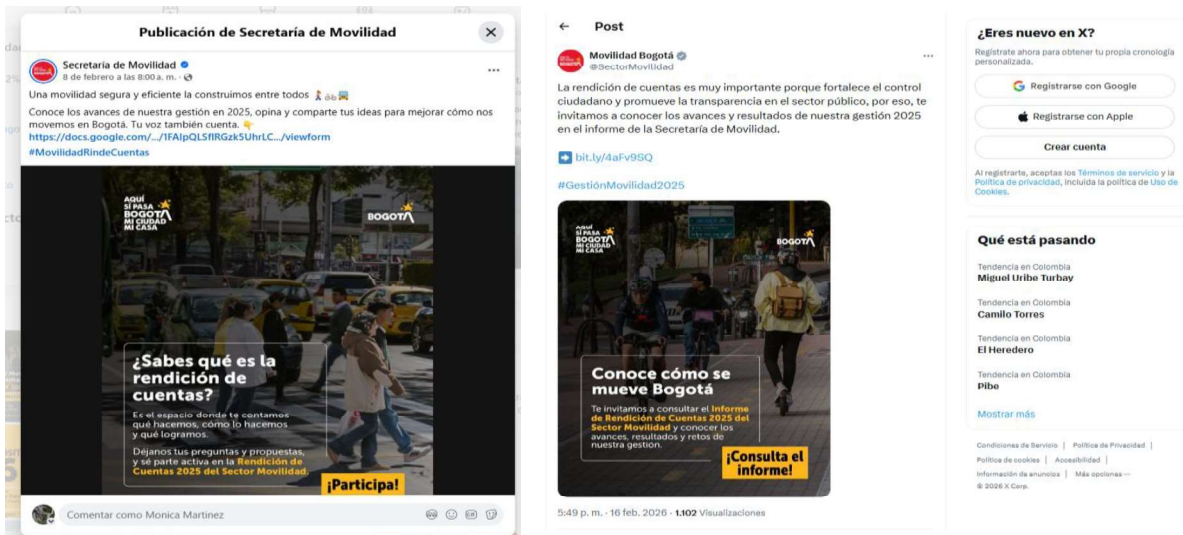 Publicación de Secretaría de Movilidad
Secretaría de Movilidad
8 de febrero a las 8:00 a. m. ·
Una movilidad segura y eficiente la construimos entre todos
Conoce los avances de nuestra gestión en 2025, opina y comparte tus ideas para mejorar cómo nos
movemos en Bogotá. Tu voz también cuenta.
https://docs.google.com/.../1FAIpQLSflRGzk5UhrLC.../viewform
#MovilidadRindeCuentas
AQUÍ
SÍ PASA
BOGOTÁ
MI CIUDAD
MI CASA
BOGOTÁ
¿Sabes qué es la
rendición de
cuentas?
Es el espacio donde te contamos
qué hacemos, cómo lo hacemos
y qué logramos.
Déjanos tus preguntas y propuestas,
y sé parte activa en la Rendición de
Cuentas 2025 del Sector Movilidad.
¡Participa!
Comentar como Monica Martinez
Post
Movilidad Bogotá
@SectorMovilidad
La rendición de cuentas es muy importante porque fortalece el control
ciudadano y promueve la transparencia en el sector público, por eso, te
invitamos a conocer los avances y resultados de nuestra gestión 2025
en el informe de la Secretaría de Movilidad.
bit.ly/4aFv9SQ
#GestiónMovilidad2025
AQUÍ
SÍ PASA
BOGOTÁ
MI CIUDAD
MI CASA
BOGOTÁ
Conoce cómo se
mueve Bogotá
Te invitamos a consultar el Informe
de Rendición de Cuentas 2025 del
Sector Movilidad y conocer los
avances, resultados y retos de
nuestra gestión.
¡Consulta el
informe!
5:49 p. m. · 16 feb. 2026 · 1.102 Visualizaciones
¿Eres nuevo en X?
Regístrate ahora para obtener tu propia cronología
personalizada.
Registrarse con Google
Registrarse con Apple
Crear cuenta
Al registrarte, aceptas los Términos de servicio y la
Política de privacidad, incluida la política de Uso de
Cookies.
Qué está pasando
Tendencia en Colombia
Miguel Uribe Turbay
Tendencia en Colombia
Camilo Torres
Tendencia en Colombia
El Heredero
Tendencia en Colombia
Pibe
Mostrar más
Condiciones de Servicio | Política de Privacidad |
Política de cookies | Accesibilidad |
Información de anuncios | Más opciones ···
© 2026 X Corp.